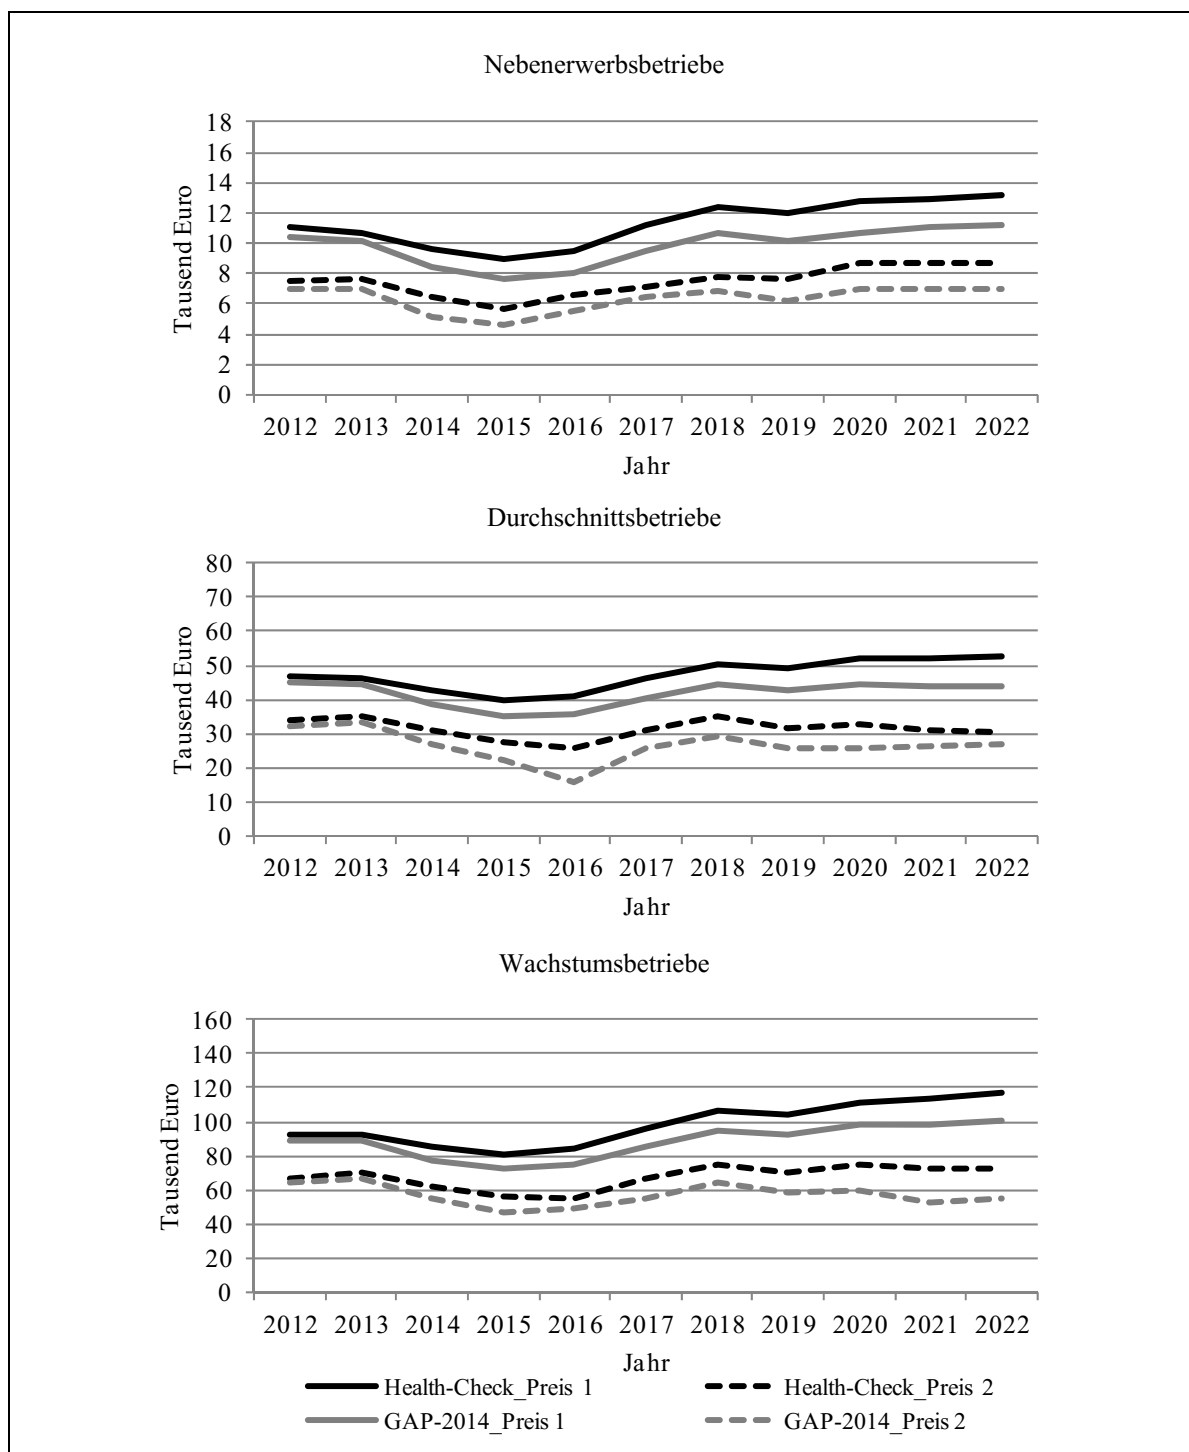 Nebenerwerbsbetriebe
Tausend Euro
18
16
14
12
10
8
6
4
2
0
2012 2013 2014 2015 2016 2017 2018 2019 2020 2021 2022
Jahr
Durchschnittsbetriebe
Tausend Euro
80
70
60
50
40
30
20
10
0
2012 2013 2014 2015 2016 2017 2018 2019 2020 2021 2022
Jahr
Wachstumsbetriebe
Tausend Euro
160
140
120
100
80
60
40
20
0
2012 2013 2014 2015 2016 2017 2018 2019 2020 2021 2022
Jahr
Health-Check_Preis 1 Health-Check_Preis 2
GAP-2014_Preis 1 GAP-2014_Preis 2